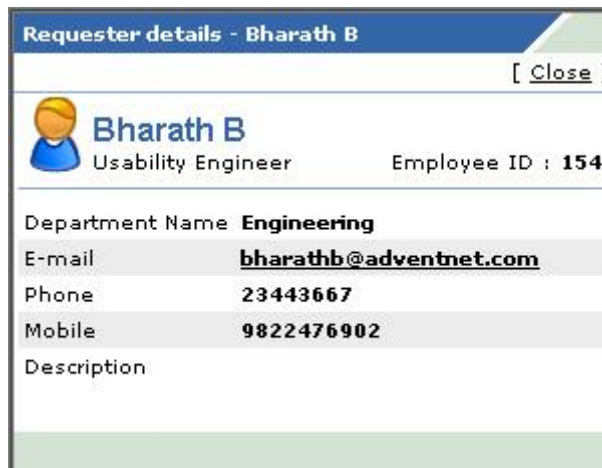 Requester details - Bharath B
[ Close
Bharath B
Usability Engineer Employee ID : 154
Department Name Engineering
E-mail bharathb@adventnet.com
Phone 23443667
Mobile 9822476902
Description